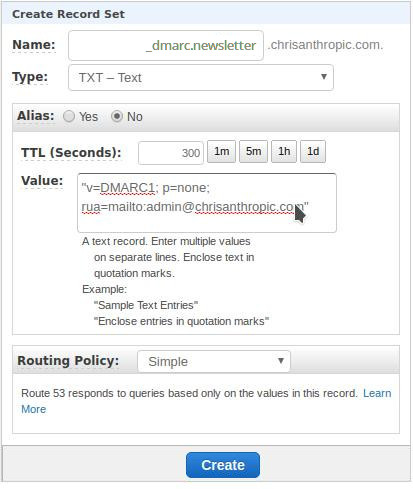 Create Record Set
Name: _dmarc.newsletter .chrisanthropic.com.
Type: TXT – Text
Alias: Yes No
TTL (Seconds): 300 1m 5m 1h 1d
Value: "v=DMARC1; p=none;
rua=mailto:admin@chrisanthropic.com"
A text record. Enter multiple values
on separate lines. Enclose text in
quotation marks.
Example:
"Sample Text Entries"
"Enclose entries in quotation marks"
Routing Policy: Simple
Route 53 responds to queries based only on the values in this record. Learn
More
Create